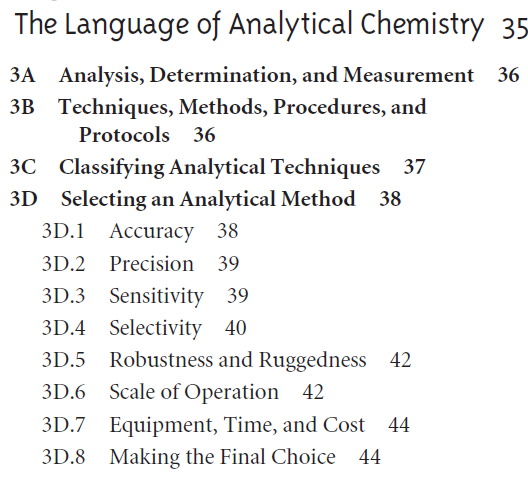 The Language of Analytical Chemistry 35
3A Analysis, Determination, and Measurement 36
3B Techniques, Methods, Procedures, and
Protocols 36
3C Classifying Analytical Techniques 37
3D Selecting an Analytical Method 38
3D.1 Accuracy 38
3D.2 Precision 39
3D.3 Sensitivity 39
3D.4 Selectivity 40
3D.5 Robustness and Ruggedness 42
3D.6 Scale of Operation 42
3D.7 Equipment, Time, and Cost 44
3D.8 Making the Final Choice 44